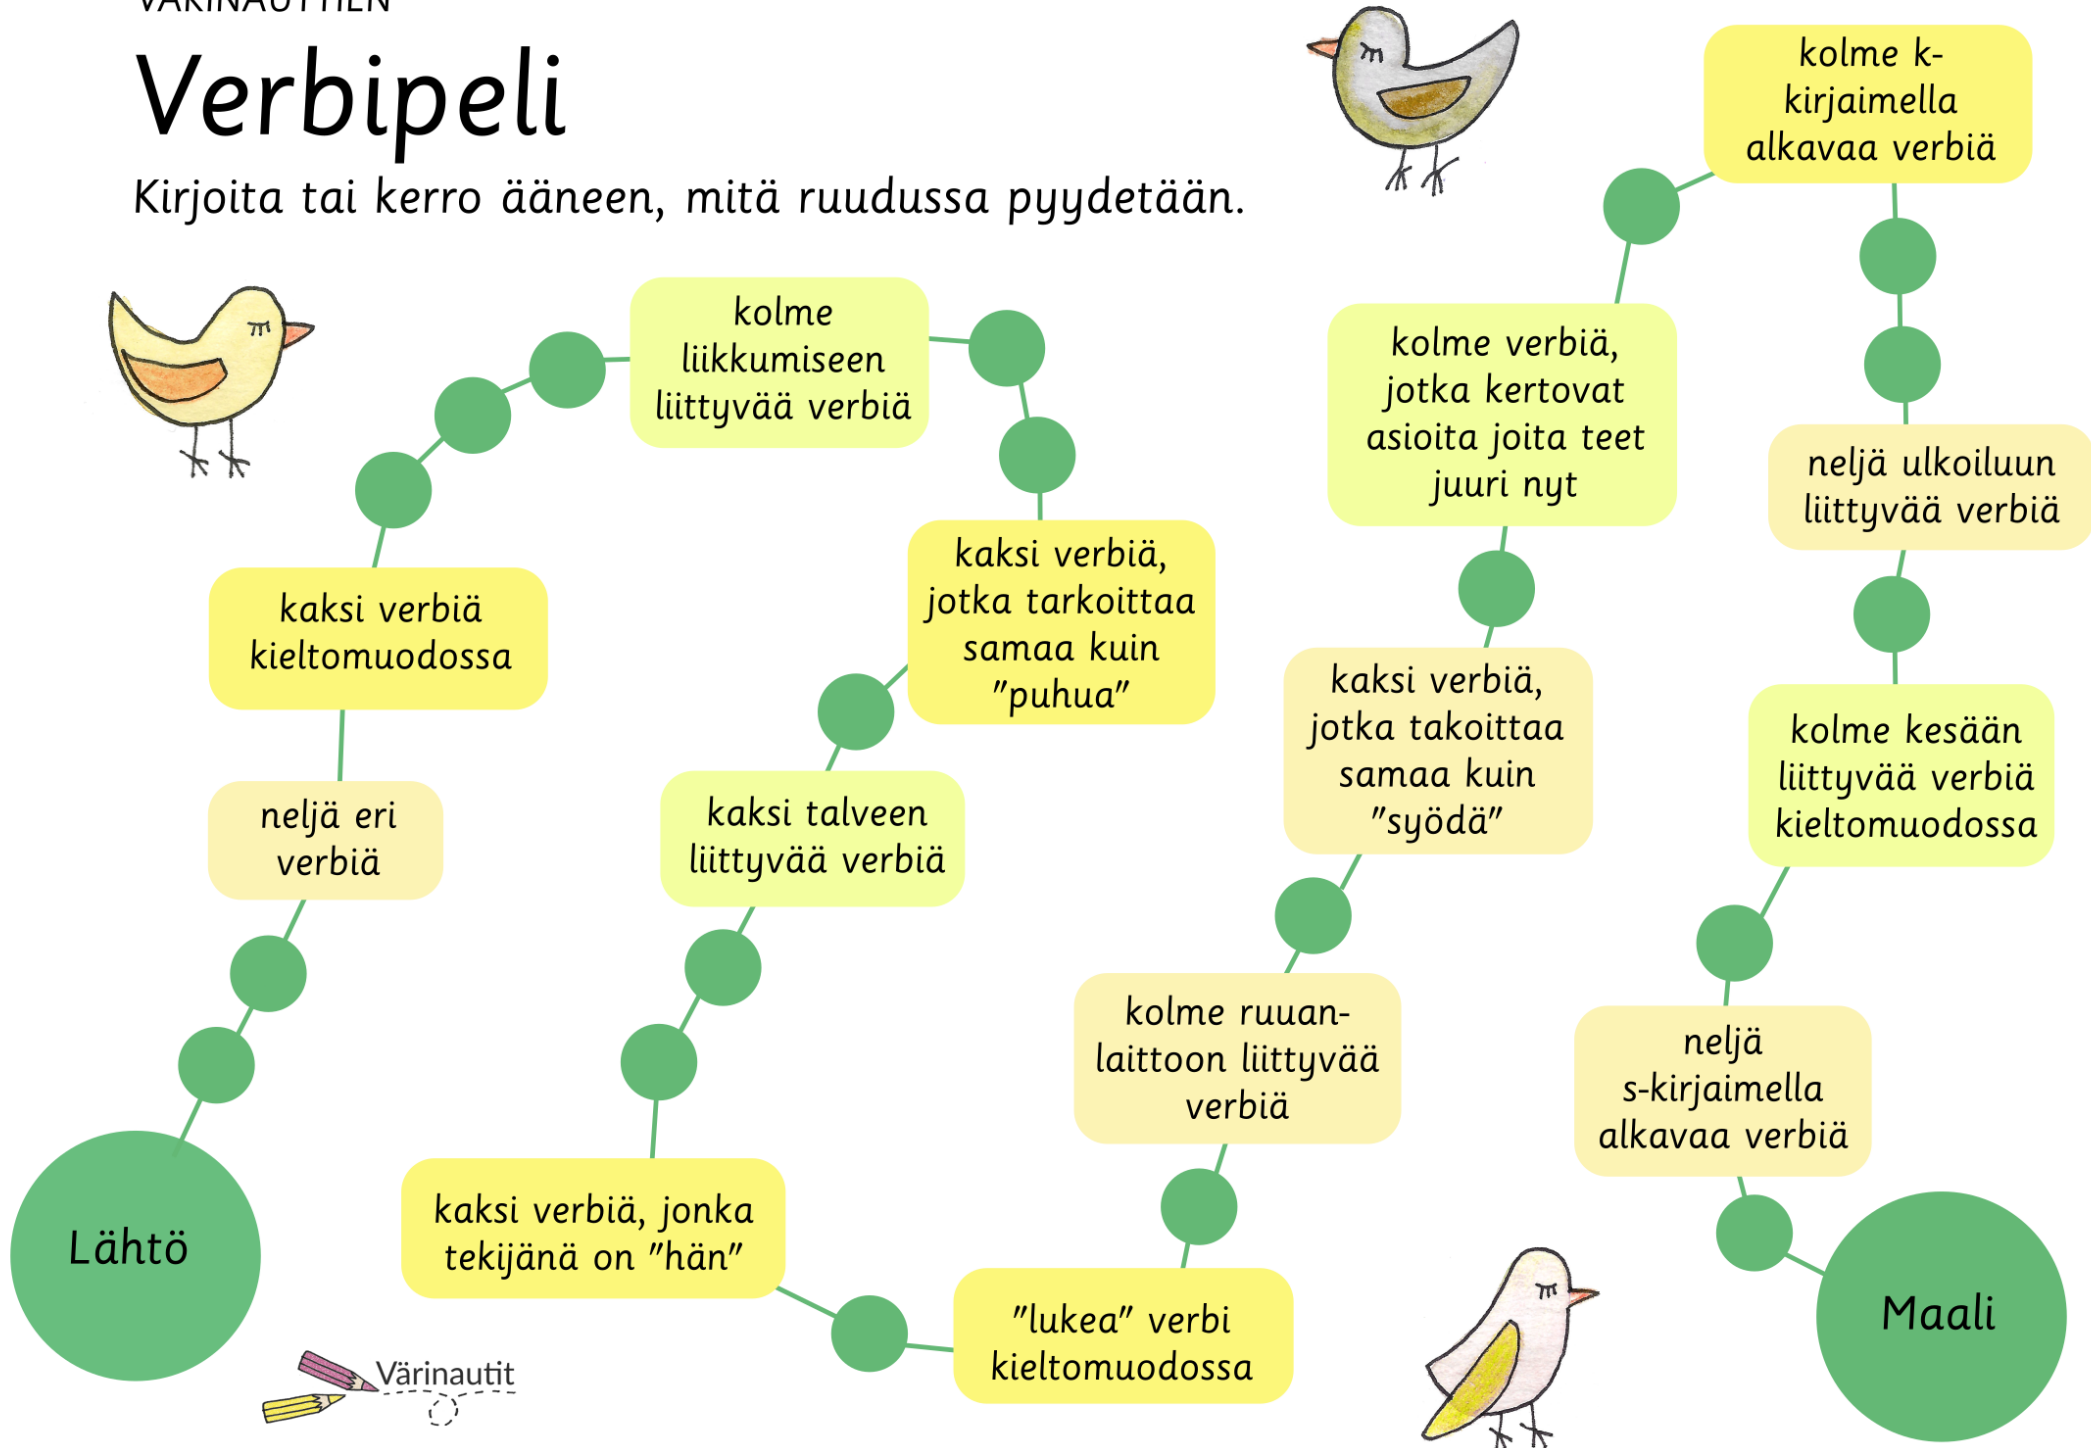 VÄRINAUTTIEN
Verbipeli
Kirjoita tai kerro ääneen, mitä ruudussa pyydetään.
Lähtö
neljä eri
verbiä
kaksi verbiä
kieltomuodossa
kolme
liikkumiseen
liittyvää verbiä
kaksi verbiä,
jotka tarkoittaa
samaa kuin
"puhua"
kaksi talveen
liittyvää verbiä
kaksi verbiä, jonka
tekijänä on "hän"
"lukea" verbi
kieltomuodossa
kolme ruuan-
laittoon liittyvää
verbiä
kaksi verbiä,
jotka takoittaa
samaa kuin
"syödä"
kolme verbiä,
jotka kertovat
asioita joita teet
juuri nyt
kolme k-
kirjaimella
alkavaa verbiä
neljä ulkoiluun
liittyvää verbiä
kolme kesään
liittyvää verbiä
kieltomuodossa
neljä
s-kirjaimella
alkavaa verbiä
Maali
Värinautit